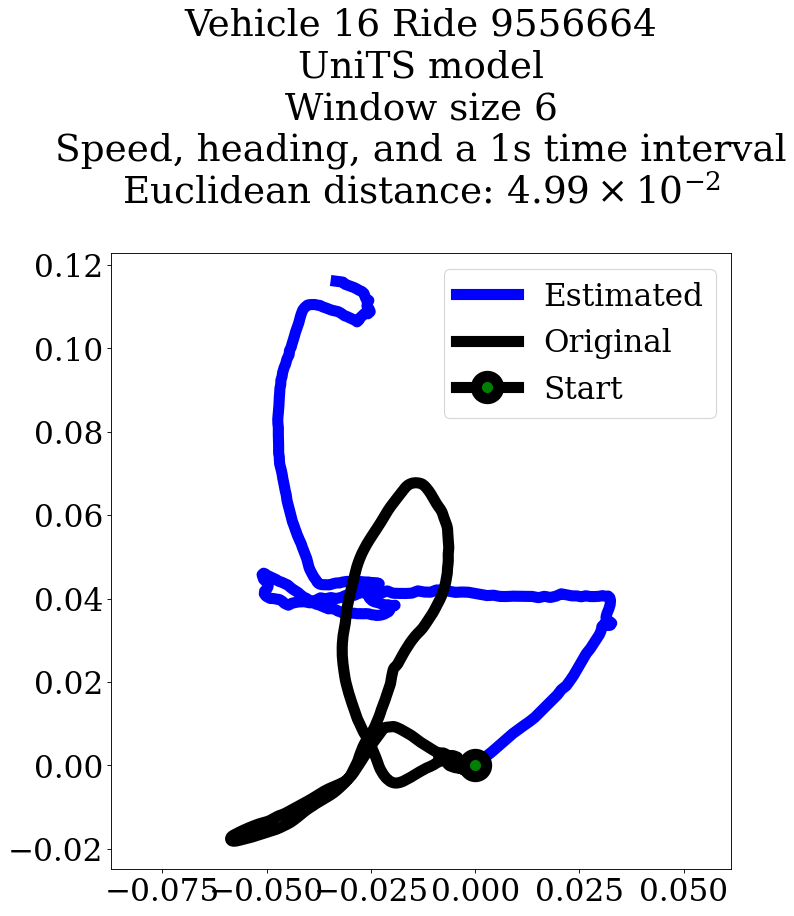 Vehicle 16 Ride 9556664
UniTS model
Window size 6
Speed, heading, and a 1s time interval
Euclidean distance: 4.99 × 10⁻²
0.12
Estimated
Original
Start
0.10
0.08
0.06
0.04
0.02
0.00
−0.02
−0.075 −0.050 −0.025 0.000 0.025 0.050